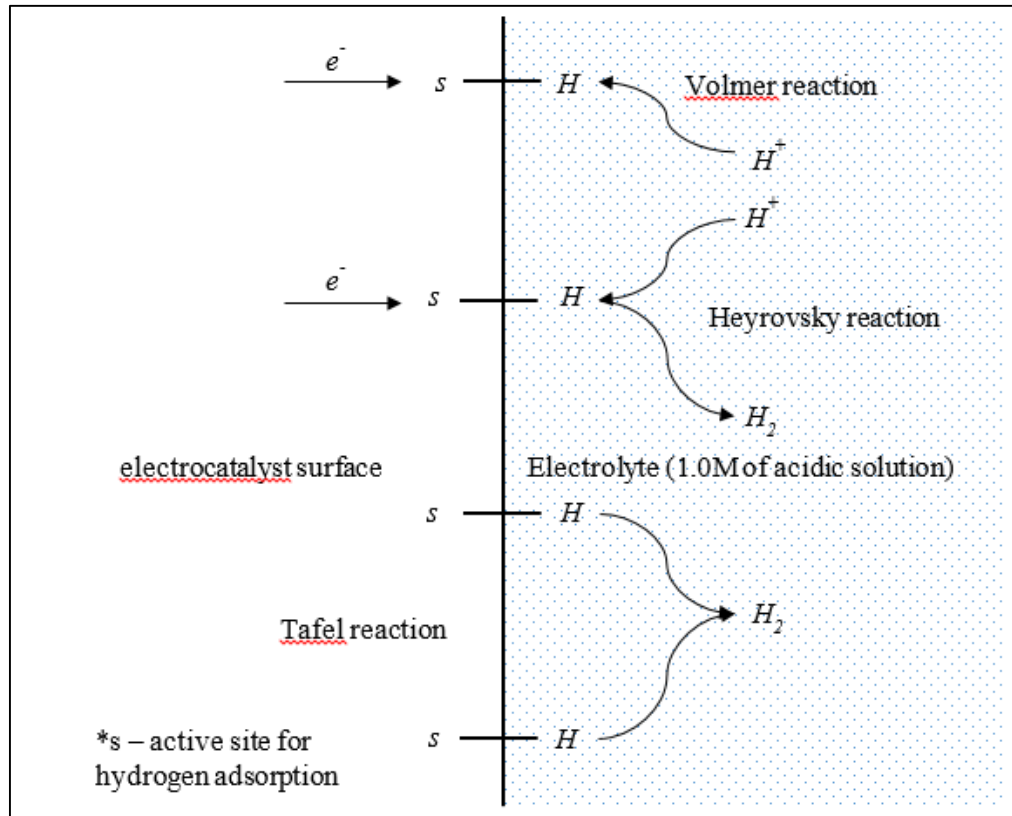 e-
s H Volmer reaction
H+
H+
e-
s H
Heyrovsky reaction
H2
electrocatalyst surface
Electrolyte (1.0M of acidic solution)
s H
H2
Tafel reaction
s H
*s – active site for
hydrogen adsorption